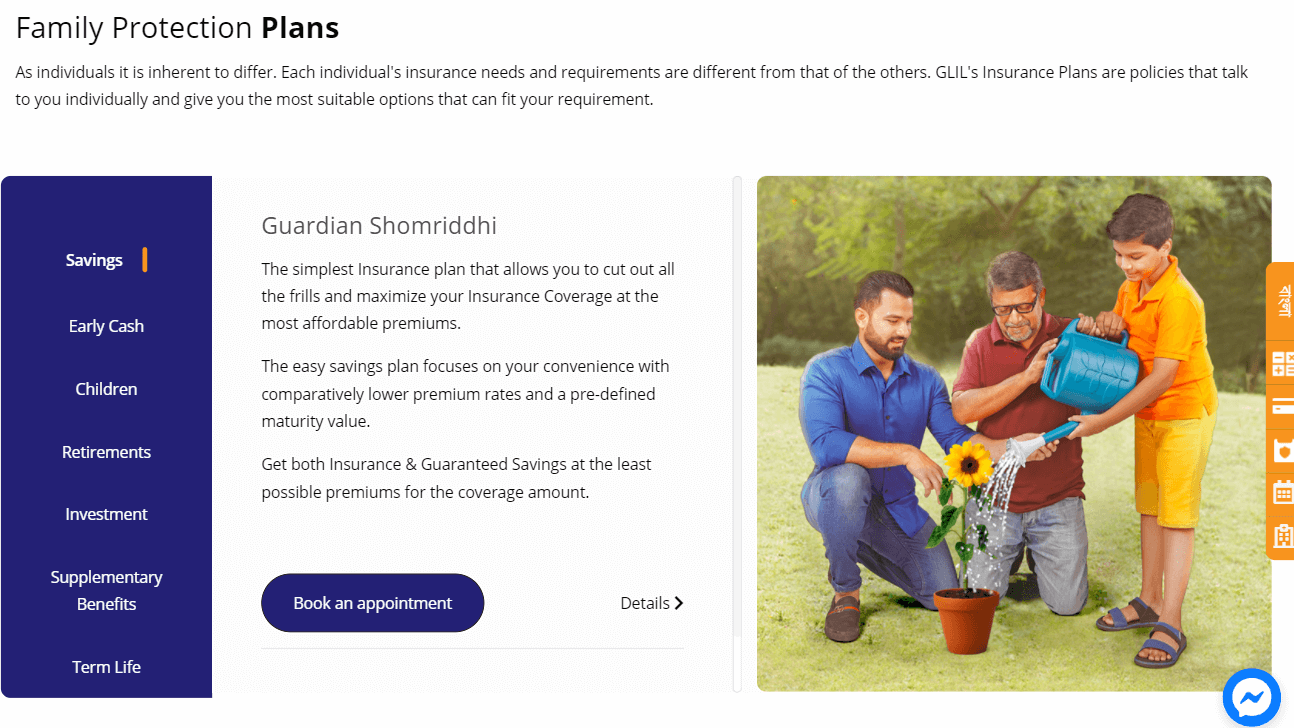 Family Protection Plans
As individuals it is inherent to differ. Each individual's insurance needs and requirements are different from that of the others. GLIL's Insurance Plans are policies that talk
to you individually and give you the most suitable options that can fit your requirement.
Savings
Early Cash
Children
Retirements
Investment
Supplementary
Benefits
Term Life
Guardian Shomriddhi
The simplest Insurance plan that allows you to cut out all
the frills and maximize your Insurance Coverage at the
most affordable premiums.
The easy savings plan focuses on your convenience with
comparatively lower premium rates and a pre-defined
maturity value.
Get both Insurance & Guaranteed Savings at the least
possible premiums for the coverage amount.
Book an appointment
Details
বাংলা